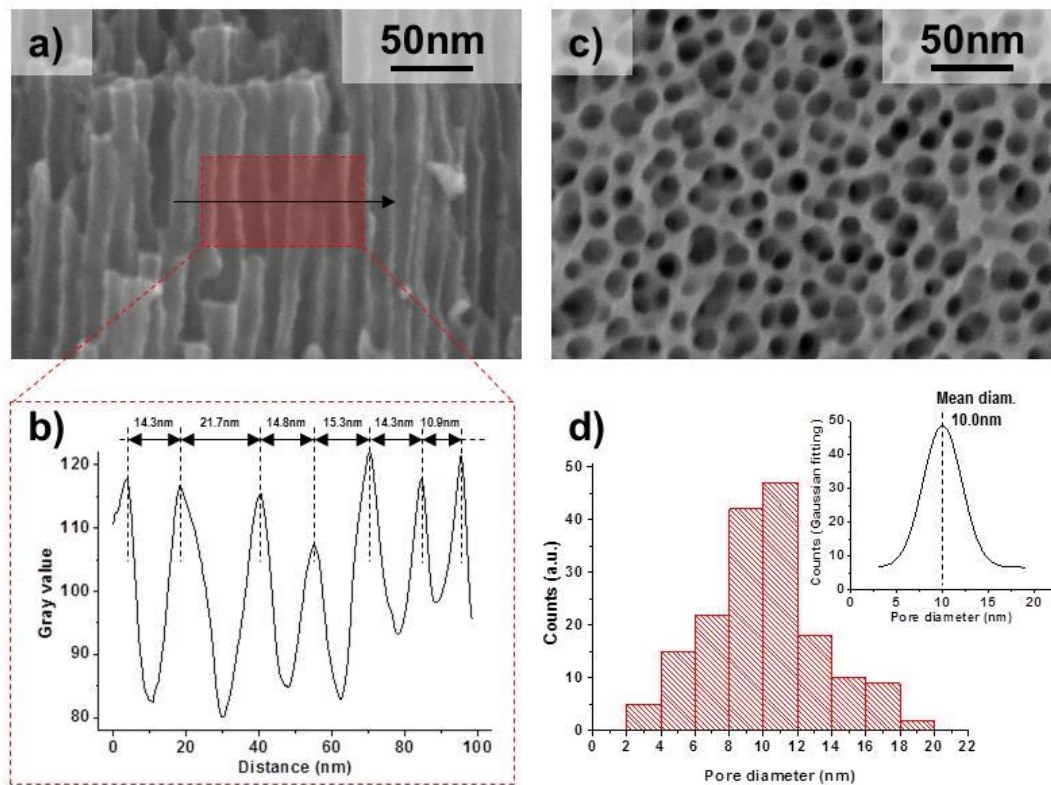 a)
50nm
c)
50nm
b)
14.3nm
21.7nm
14.8nm
15.3nm
14.3nm
10.9nm
120
110
100
90
80
Gray value
0
20
40
60
80
100
Distance (nm)
d)
Mean diam.
10.0nm
50
40
30
20
10
0
Counts (Gaussian fitting)
0
5
10
15
20
Pore diameter (nm)
50
40
30
20
10
0
Counts (a.u.)
0
2
4
6
8
10
12
14
16
18
20
22
Pore diameter (nm)